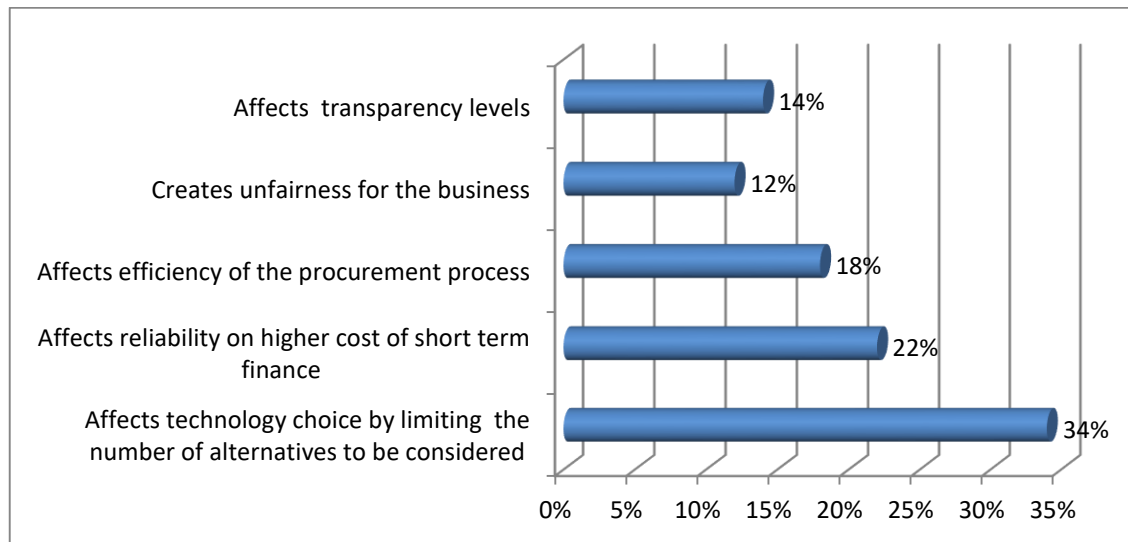 Affects transparency levels
14%
Creates unfairness for the business
12%
Affects efficiency of the procurement process
18%
Affects reliability on higher cost of short term
finance
22%
Affects technology choice by limiting the
number of alternatives to be considered
34%
0% 5% 10% 15% 20% 25% 30% 35%